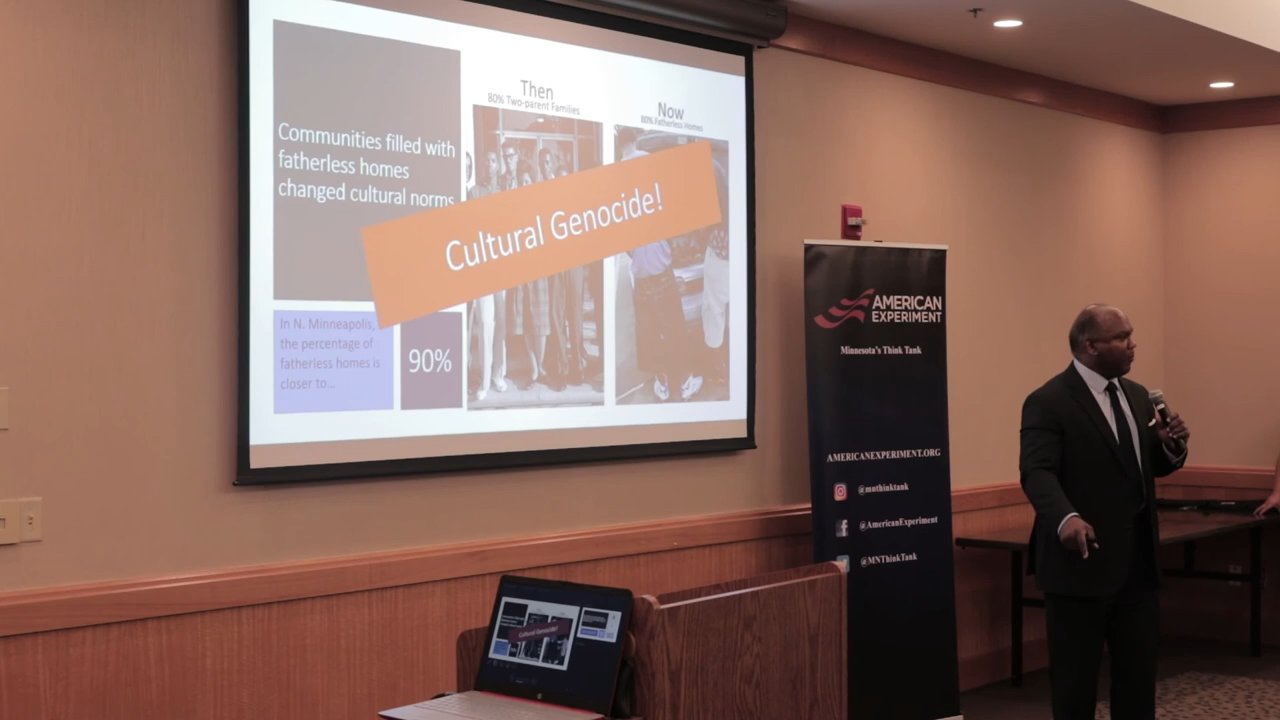 Communities filled with
fatherless homes
changed cultural norms
Then
80% Two-parent Families
Now
80% Fatherless Homes
Cultural Genocide!
In N. Minneapolis,
the percentage of
fatherless homes is
closer to...
90%
AMERICAN
EXPERIMENT
Minnesota's Think Tank
AMERICANEXPERIMENT.ORG
@mnthinktank
@AmericanExperiment
@MNThinkTank
Cultural Genocide!